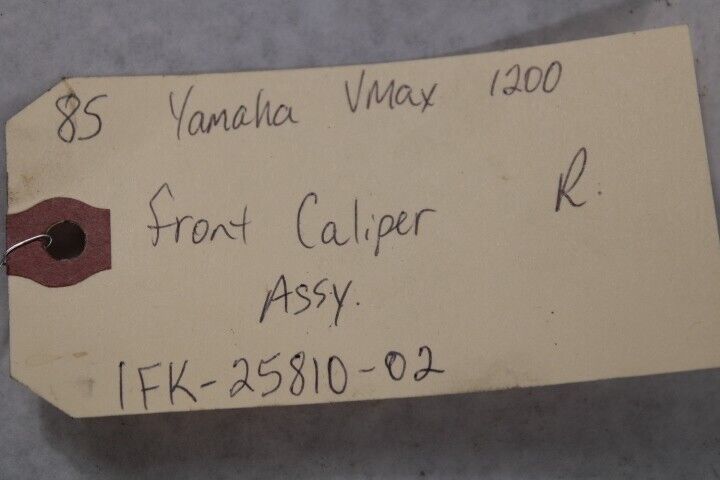 85 Yamaha VMax 1200
Front Caliper R.
Assy.
1FK-25810-02